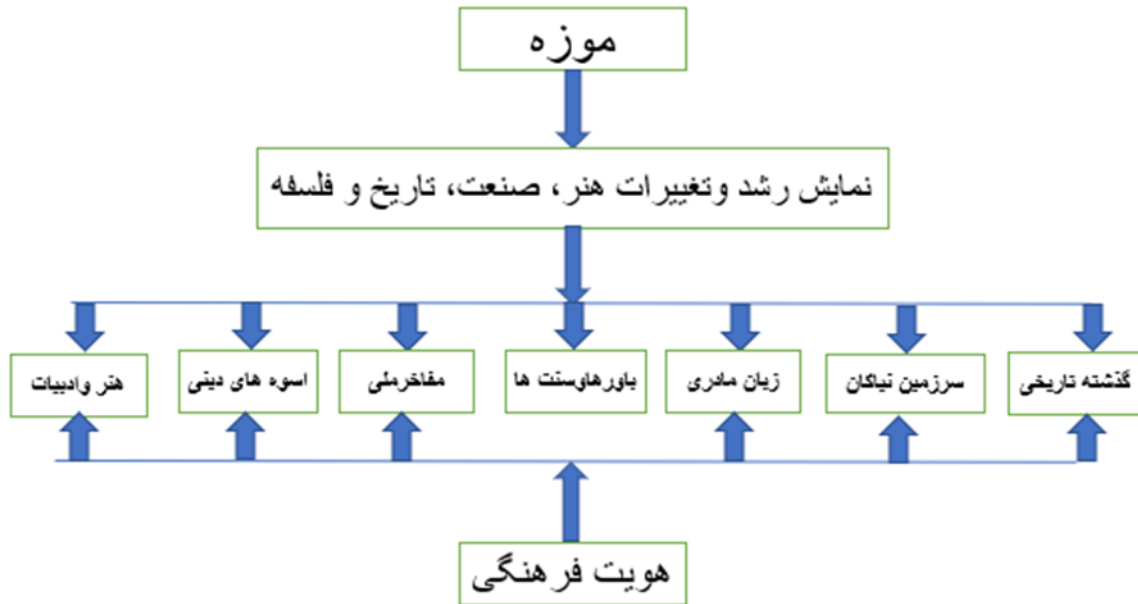 موزه
نمایش رشد وتغییرات هنر، صنعت، تاریخ و فلسفه
گذشته تاریخی
سرزمین نیاکان
زبان مادری
باورهاوسنت ها
مفاخرملی
اسوه های دینی
هنر وادبیات
هویت فرهنگی